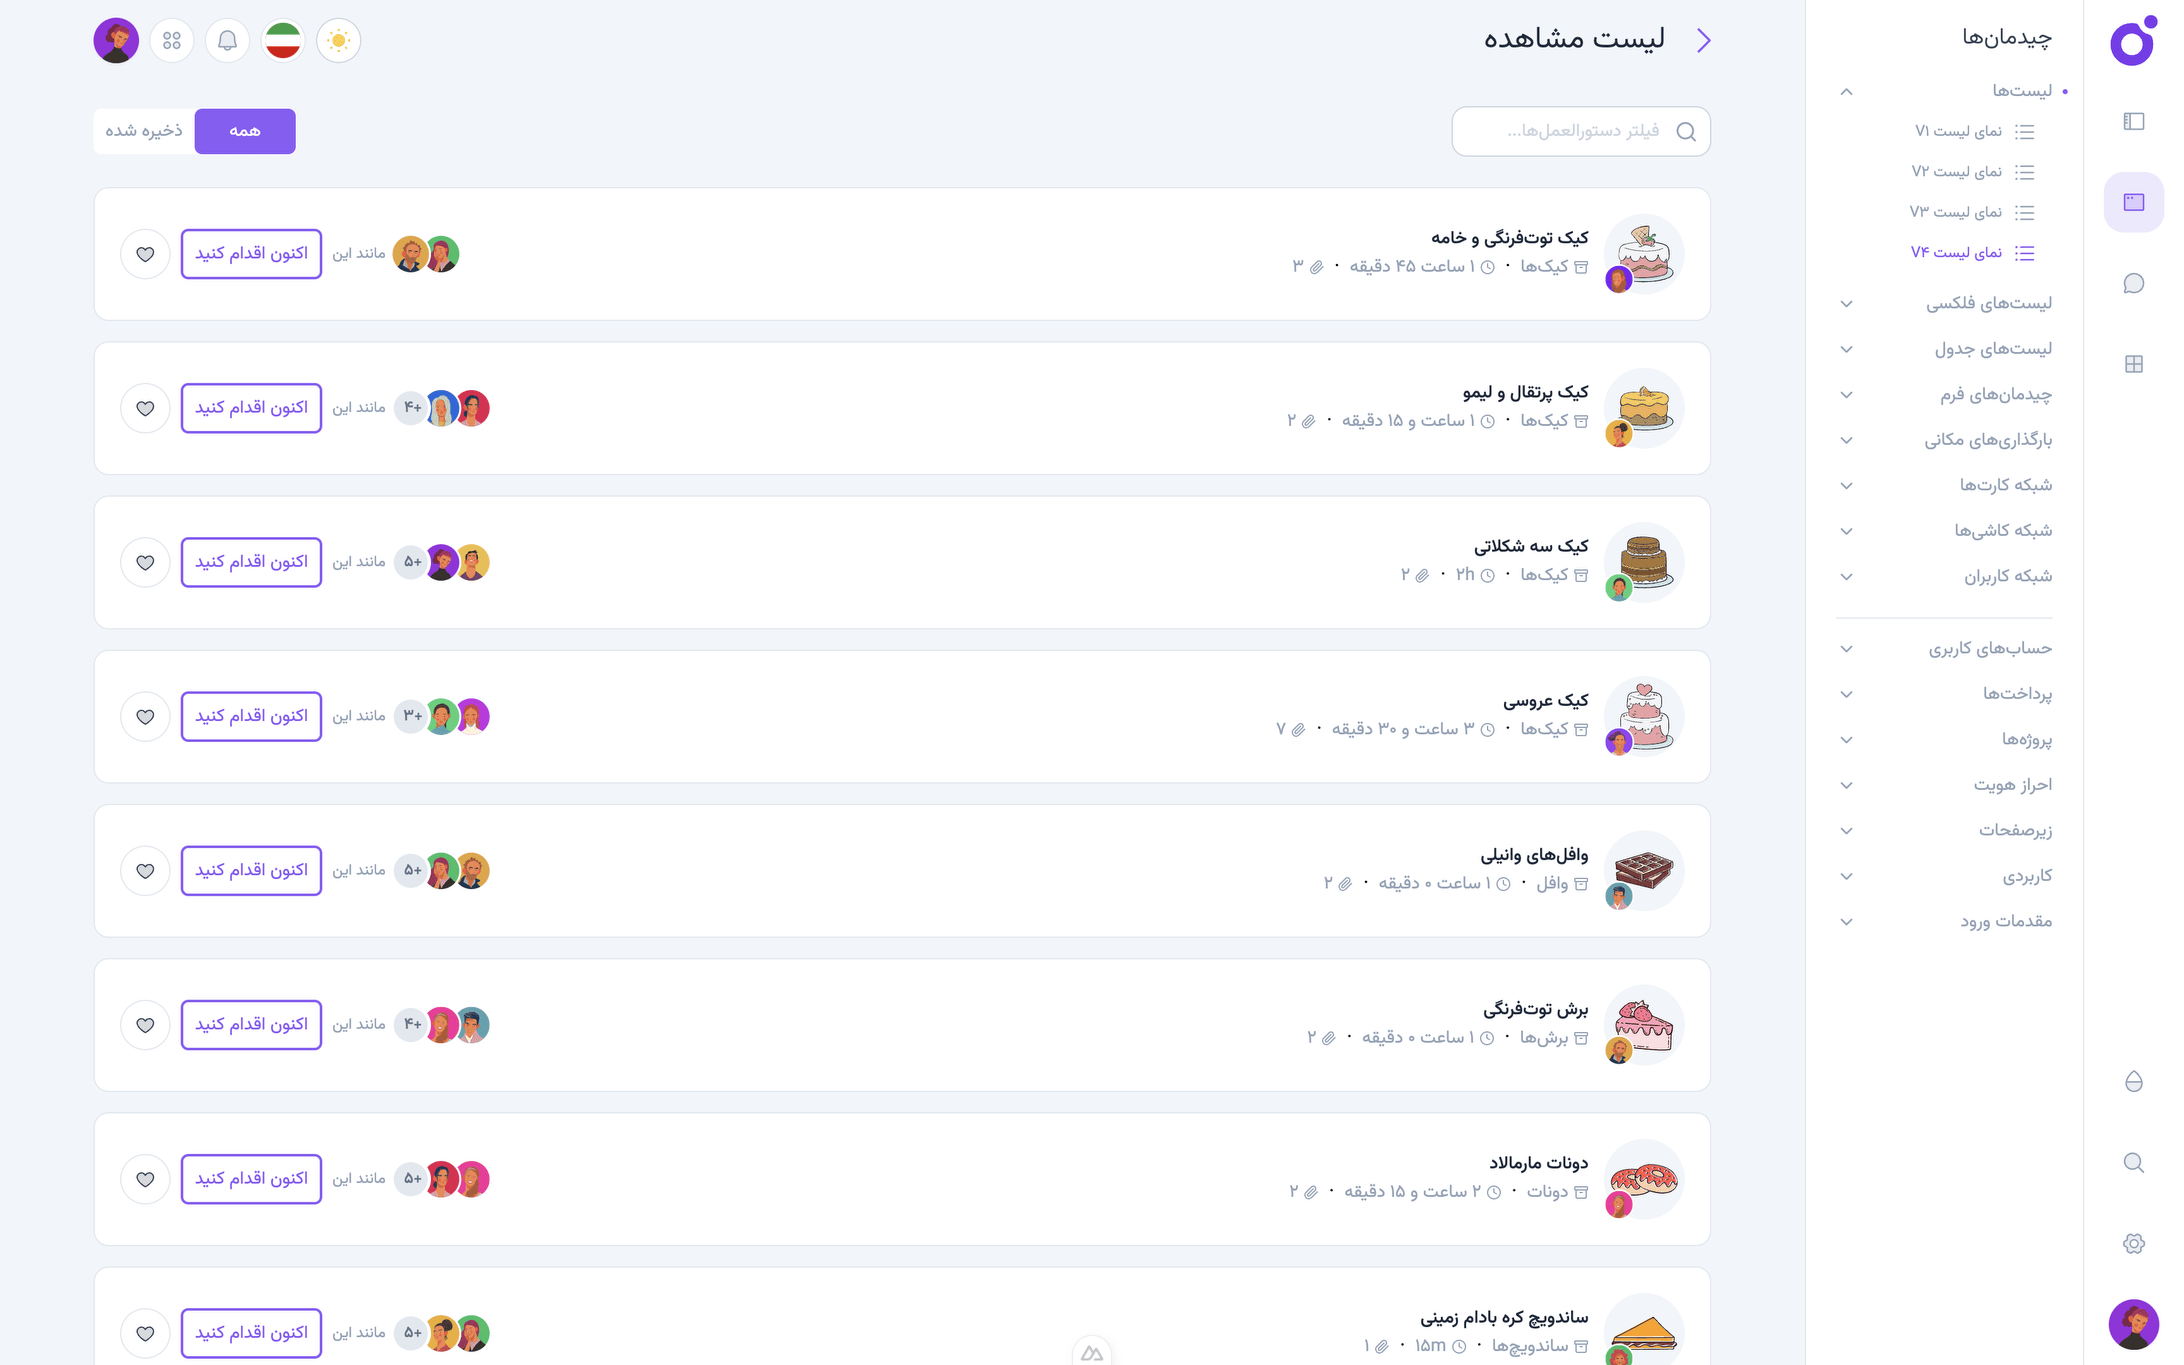 چیدمان‌ها
لیست‌ها
نمای لیست V۱
نمای لیست V۲
نمای لیست V۳
نمای لیست V۴
لیست‌های فلکسی
لیست‌های جدول
چیدمان‌های فرم
بارگذاری‌های مکانی
شبکه کارت‌ها
شبکه کاشی‌ها
شبکه کاربران
حساب‌های کاربری
پرداخت‌ها
پروژه‌ها
احراز هویت
زیرصفحات
کاربردی
مقدمات ورود
لیست مشاهده
فیلتر دستورالعمل‌ها...
همه
ذخیره شده
کیک توت‌فرنگی و خامه
کیک‌ها · ۱ ساعت ۴۵ دقیقه · ۳
مانند این
اکنون اقدام کنید
کیک پرتقال و لیمو
کیک‌ها · ۱ ساعت و ۱۵ دقیقه · ۲
+۴
مانند این
اکنون اقدام کنید
کیک سه شکلاتی
کیک‌ها · ۲h · ۲
+۵
مانند این
اکنون اقدام کنید
کیک عروسی
کیک‌ها · ۳ ساعت و ۳۰ دقیقه · ۷
+۳
مانند این
اکنون اقدام کنید
وافل‌های وانیلی
وافل · ۱ ساعت ۰ دقیقه · ۲
+۵
مانند این
اکنون اقدام کنید
برش توت‌فرنگی
برش‌ها · ۱ ساعت ۰ دقیقه · ۲
+۴
مانند این
اکنون اقدام کنید
دونات مارمالاد
دونات · ۲ ساعت و ۱۵ دقیقه · ۲
+۵
مانند این
اکنون اقدام کنید
ساندویچ کره بادام زمینی
ساندویچ‌ها · ۱۵m · ۱
+۵
مانند این
اکنون اقدام کنید